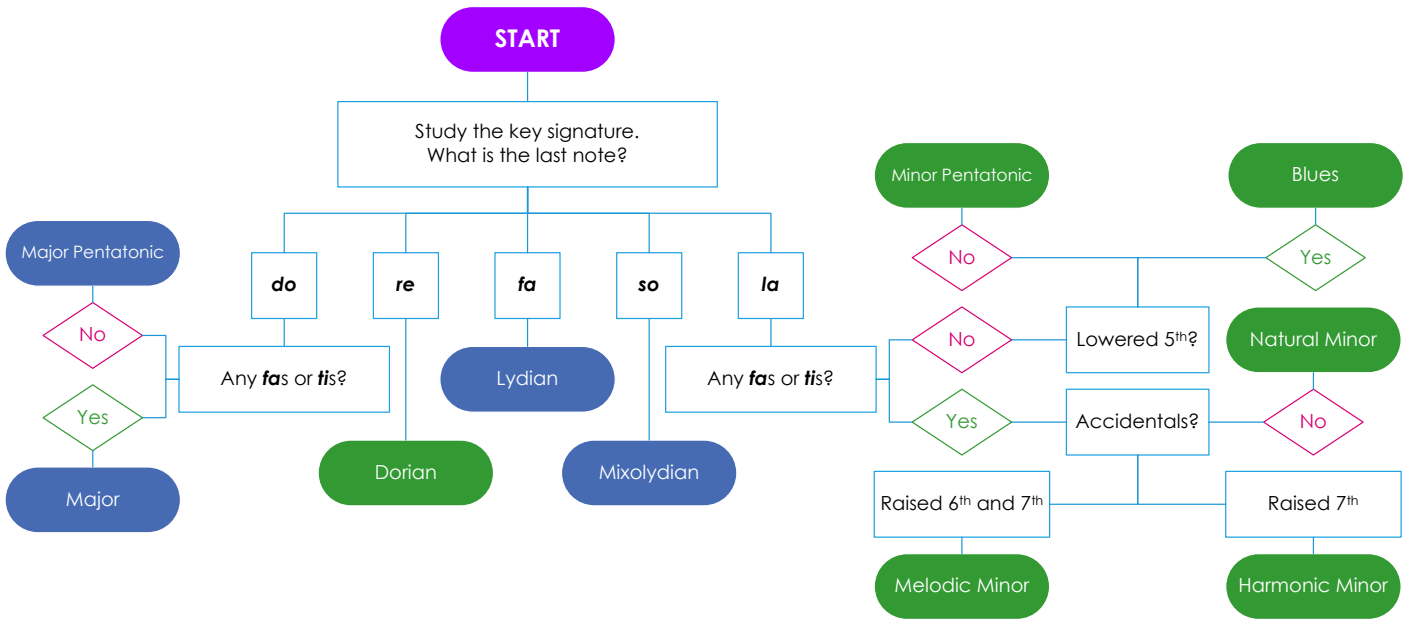 START
Study the key signature.
What is the last note?
do
re
fa
so
la
Major Pentatonic
No
Any fas or tis?
Yes
Major
Lydian
Dorian
Mixolydian
Any fas or tis?
No
Lowered 5th?
No
Minor Pentatonic
Yes
Blues
Yes
Accidentals?
No
Natural Minor
Raised 6th and 7th
Melodic Minor
Raised 7th
Harmonic Minor